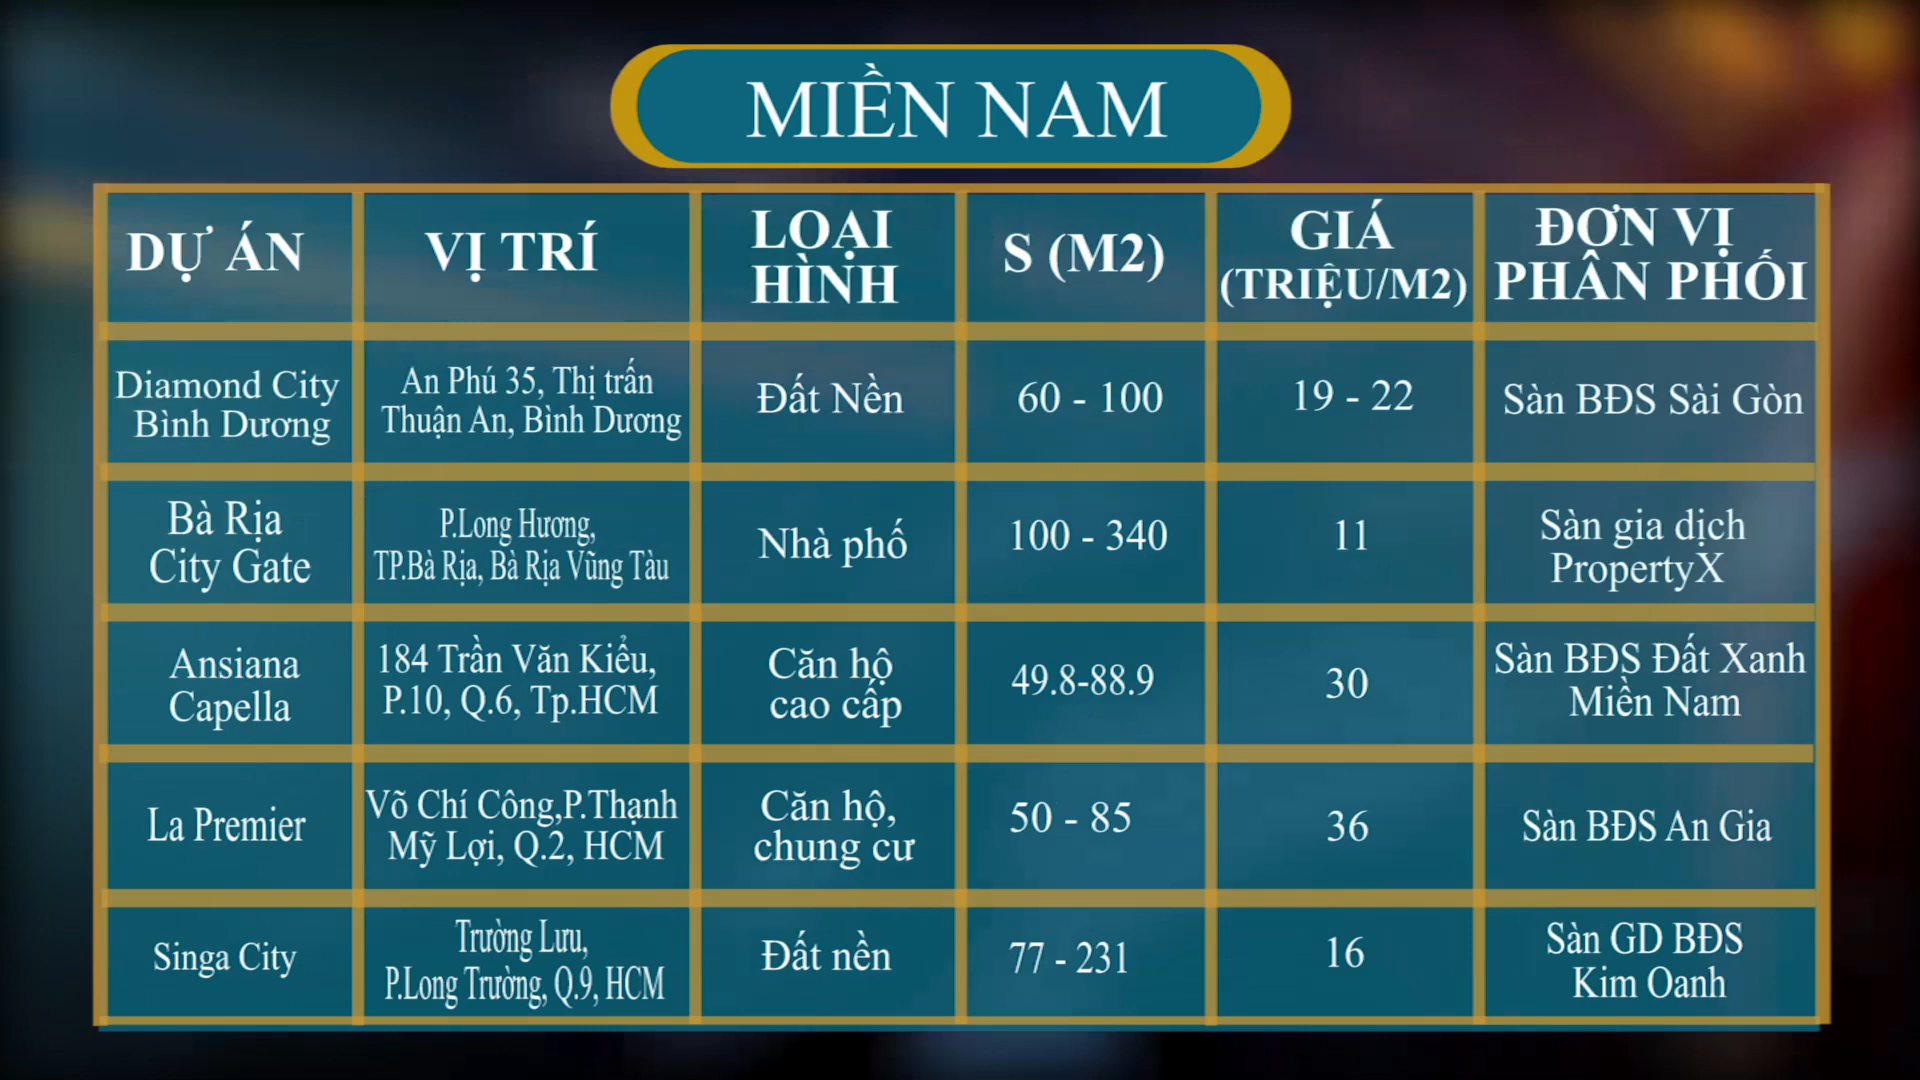 MIỀN NAM
DỰ ÁN
VỊ TRÍ
LOẠI
HÌNH
S (M2)
GIÁ
(TRIỆU/M2)
ĐƠN VỊ
PHÂN PHỐI
Diamond City
Bình Dương
An Phú 35, Thị trấn
Thuận An, Bình Dương
Đất Nền
60 - 100
19 - 22
Sàn BĐS Sài Gòn
Bà Rịa
City Gate
P.Long Hương,
TP.Bà Rịa, Bà Rịa Vũng Tàu
Nhà phố
100 - 340
11
Sàn gia dịch
PropertyX
Ansiana
Capella
184 Trần Văn Kiểu,
P.10, Q.6, Tp.HCM
Căn hộ
cao cấp
49.8-88.9
30
Sàn BĐS Đất Xanh
Miền Nam
La Premier
Võ Chí Công,P.Thạnh
Mỹ Lợi, Q.2, HCM
Căn hộ,
chung cư
50 - 85
36
Sàn BĐS An Gia
Singa City
Trường Lưu,
P.Long Trường, Q.9, HCM
Đất nền
77 - 231
16
Sàn GD BĐS
Kim Oanh